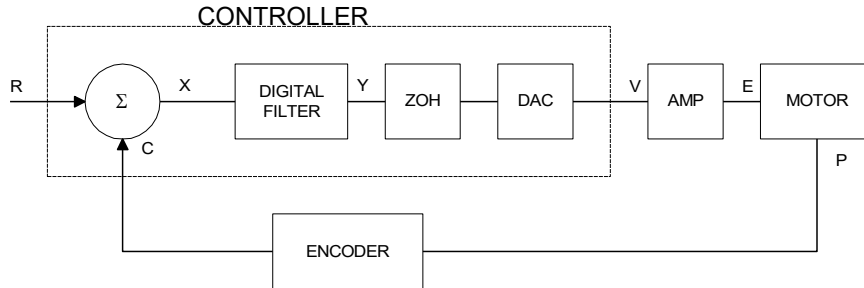 CONTROLLER
R
Σ
X
DIGITAL
FILTER
Y
ZOH
DAC
V
AMP
E
MOTOR
C
P
ENCODER